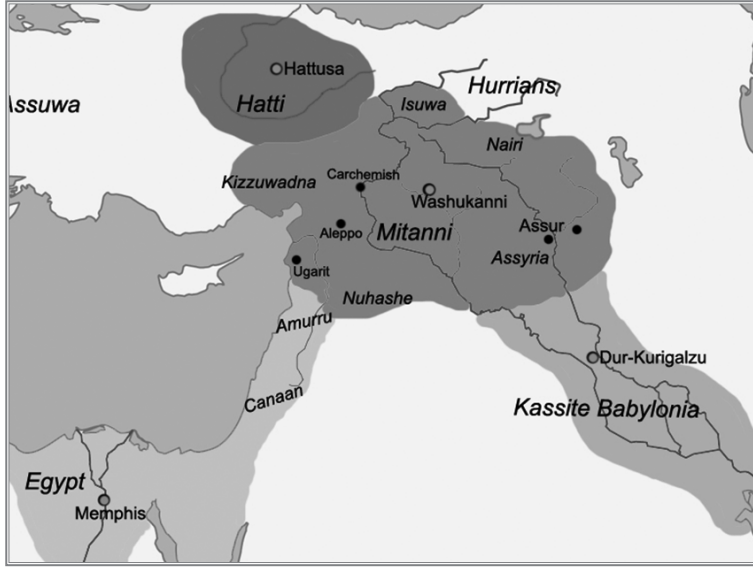 Hattusa
Hurrians
Assuwa
Hatti
Isuwa
Nairi
Kizzuwadna
Carchemish
Washukanni
Aleppo
Mitanni
Assur
Assyria
Ugarit
Nuhashe
Amurru
Dur-Kurigalzu
Canaan
Kassite Babylonia
Egypt
Memphis